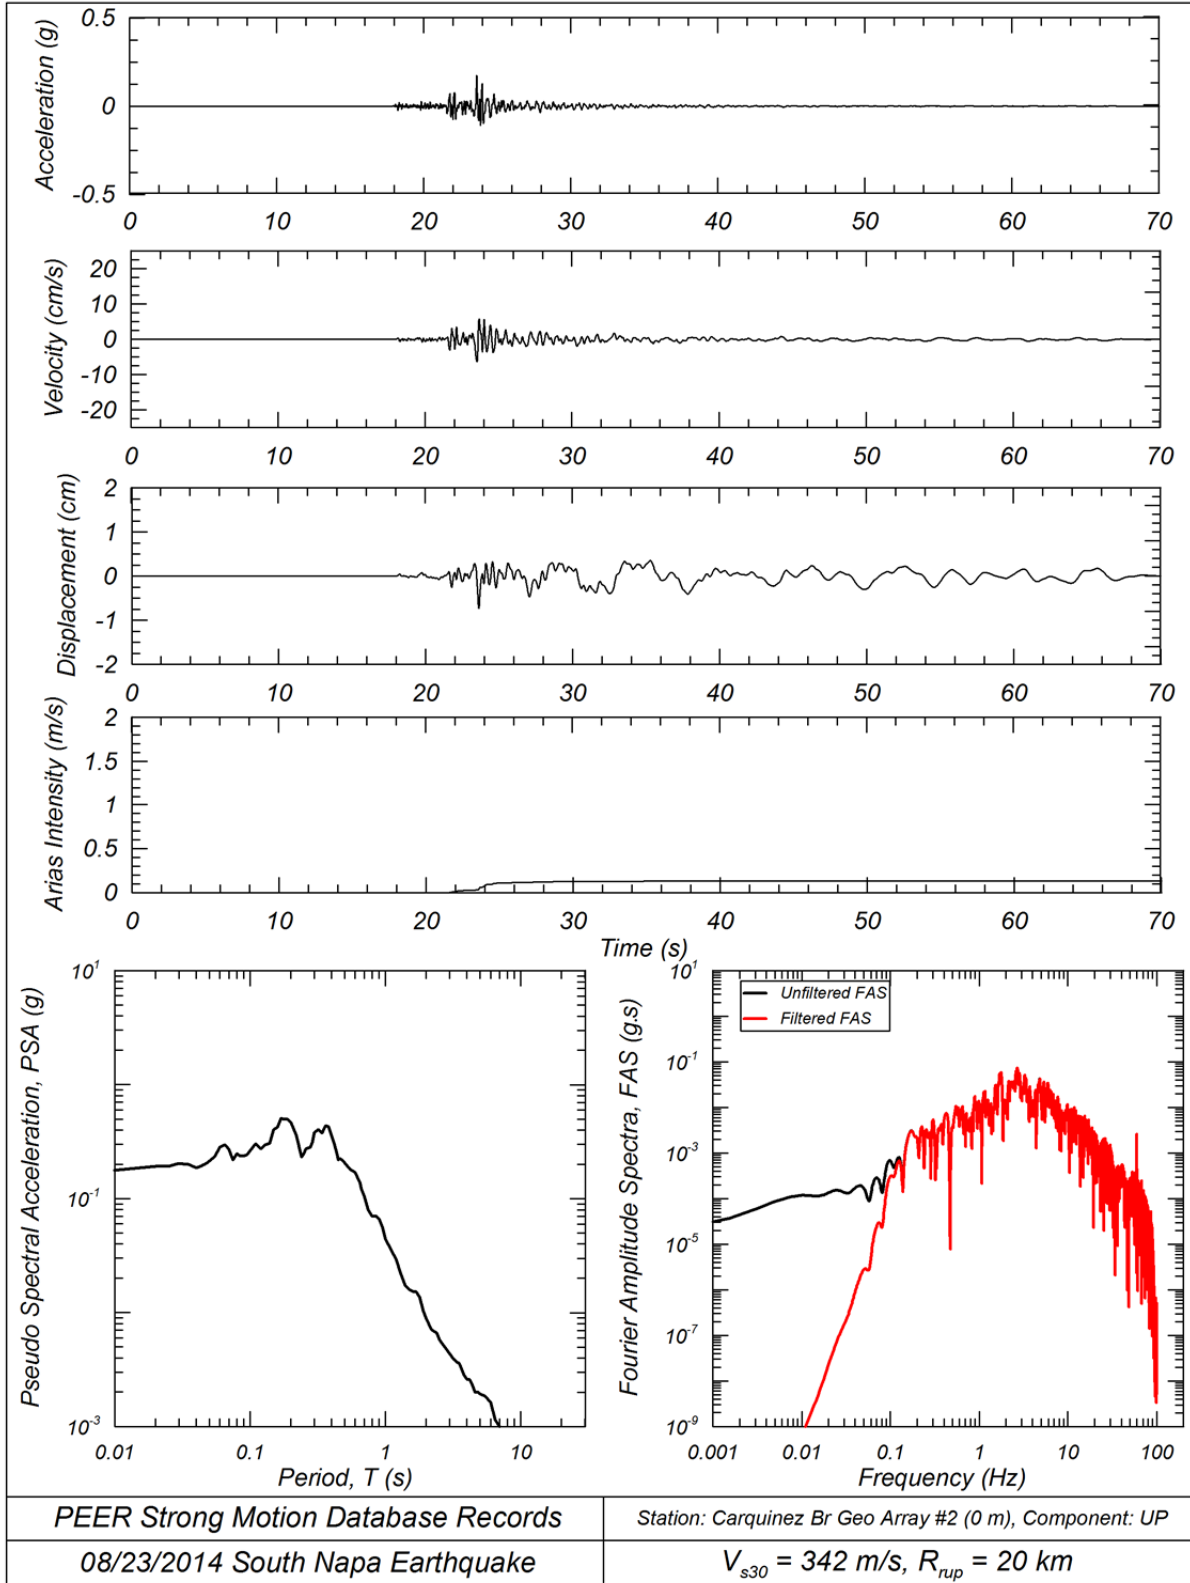 Acceleration (g)
0.5
0
-0.5
0 10 20 30 40 50 60 70
Velocity (cm/s)
20
10
0
-10
-20
0 10 20 30 40 50 60 70
Displacement (cm)
2
1
0
-1
-2
0 10 20 30 40 50 60 70
Arias Intensity (m/s)
2
1.5
1
0.5
0
0 10 20 30 40 50 60 70
Time (s)
Pseudo Spectral Acceleration, PSA (g)
10¹
10⁰
10⁻¹
10⁻³
0.01 0.1 1 10
Period, T (s)
Fourier Amplitude Spectra, FAS (g.s)
10¹
10⁻¹
10⁻³
10⁻⁵
10⁻⁷
10⁻⁹
Unfiltered FAS
Filtered FAS
0.001 0.01 0.1 1 10 100
Frequency (Hz)
PEER Strong Motion Database Records
Station: Carquinez Br Geo Array #2 (0 m), Component: UP
08/23/2014 South Napa Earthquake
Vs30 = 342 m/s, Rrup = 20 km